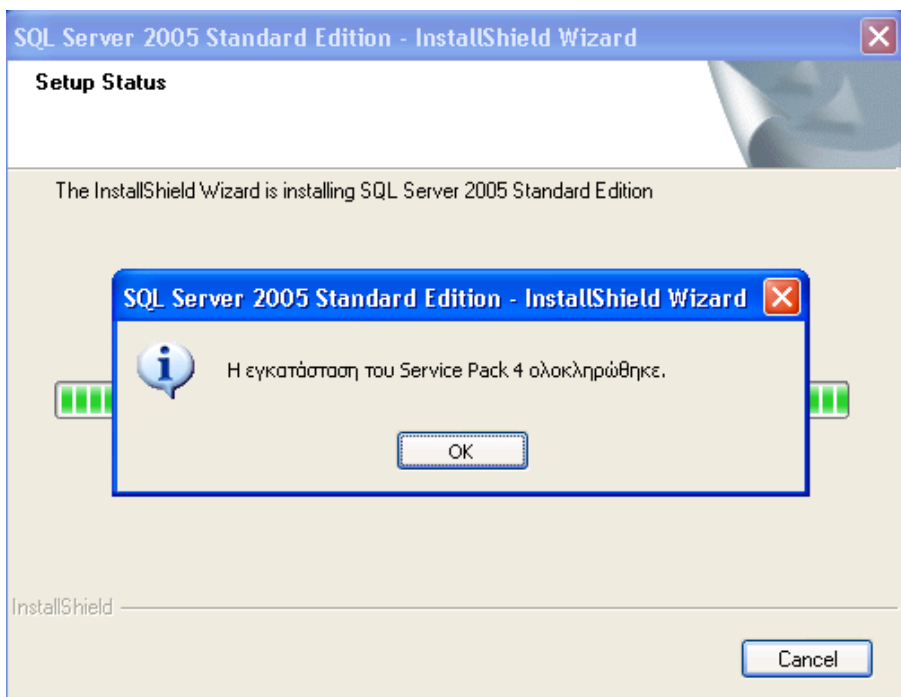 SQL Server 2005 Standard Edition - InstallShield Wizard
Setup Status
The InstallShield Wizard is installing SQL Server 2005 Standard Edition
SQL Server 2005 Standard Edition - InstallShield Wizard
Η εγκατάσταση του Service Pack 4 ολοκληρώθηκε.
OK
InstallShield
Cancel